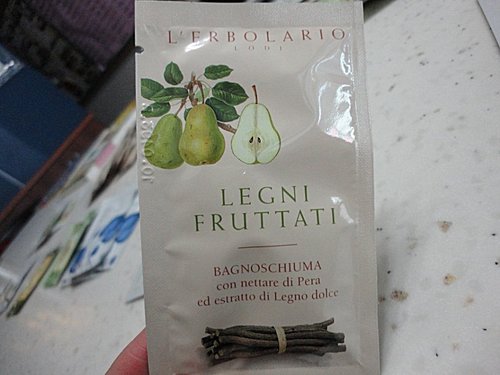 L'ERBOLARIO
LODI
LEGNI
FRUTTATI
BAGNOSCHIUMA
con nettare di Pera
ed estratto di Legno dolce